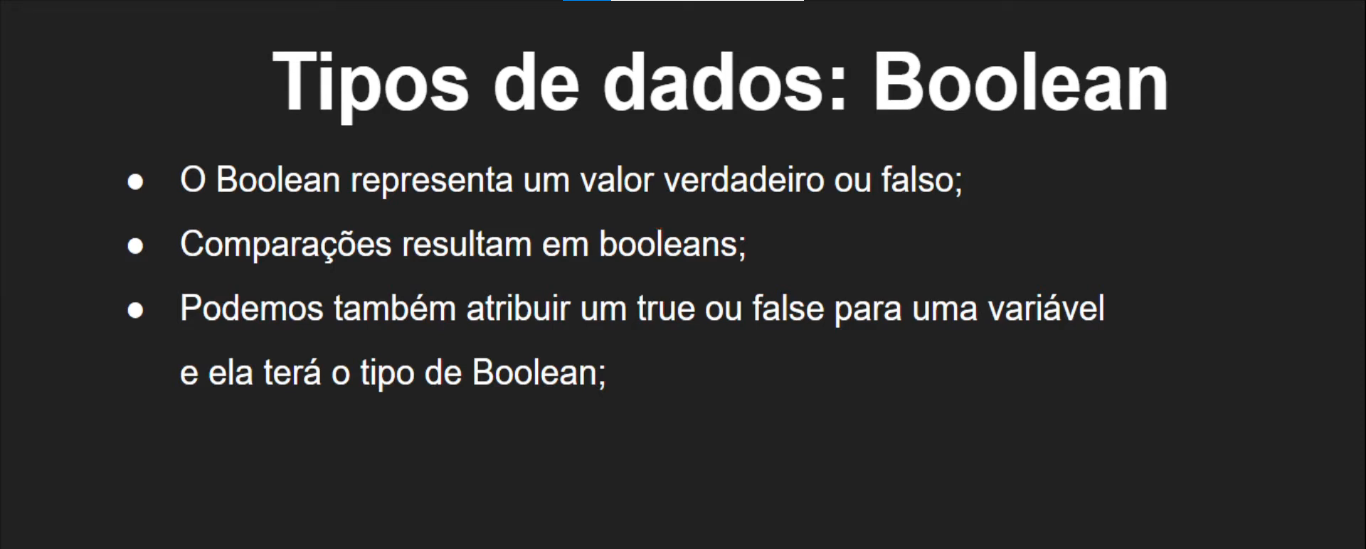 Tipos de dados: Boolean
● O Boolean representa um valor verdadeiro ou falso;
● Comparações resultam em booleans;
● Podemos também atribuir um true ou false para uma variável
e ela terá o tipo de Boolean;